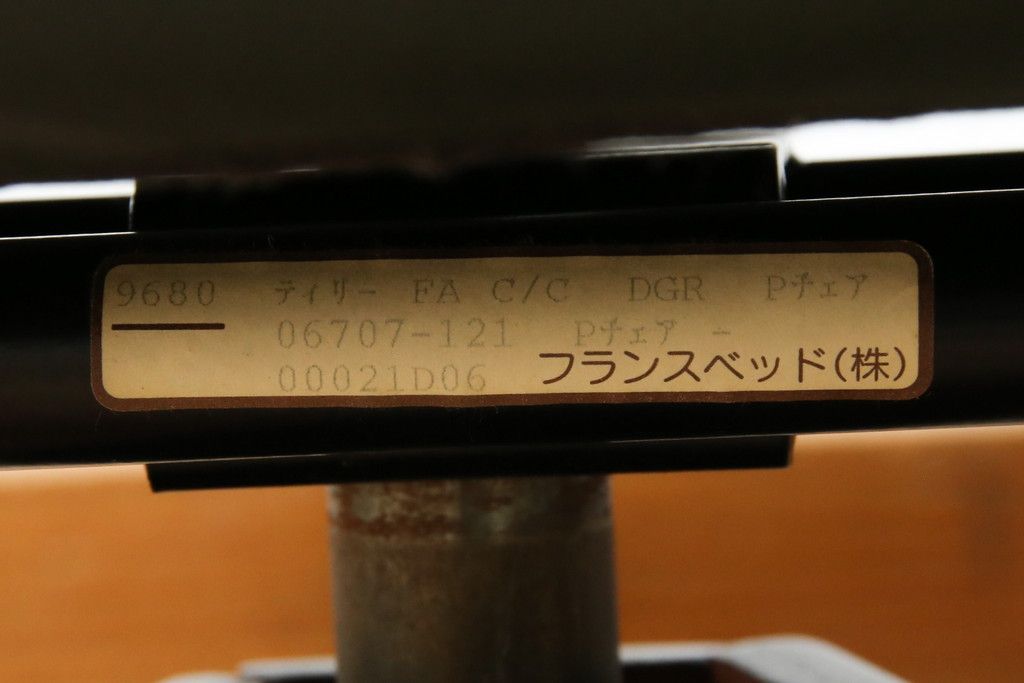 9680 ティリー FA C/C DGR Pチェア
06707-121 Pチェア -
00021D06
フランスベッド(株)